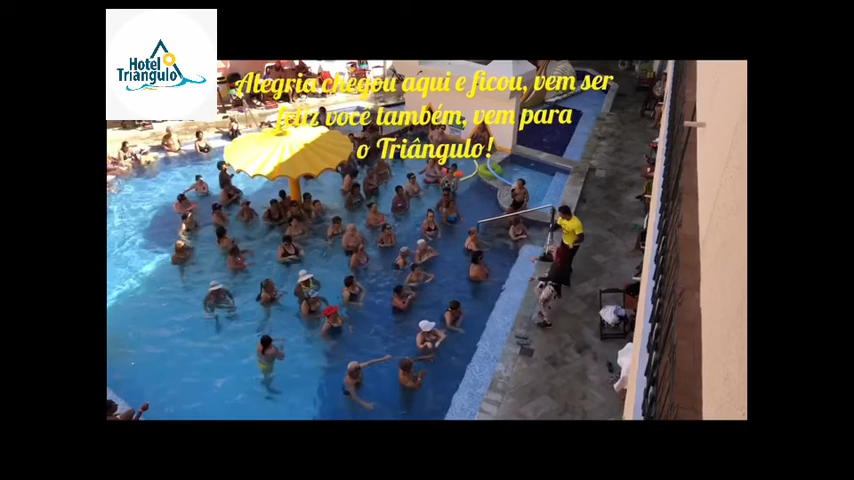 Hotel
Triângulo
Alegria chegou aqui e ficou, vem ser
feliz você também, vem para
o Triângulo!